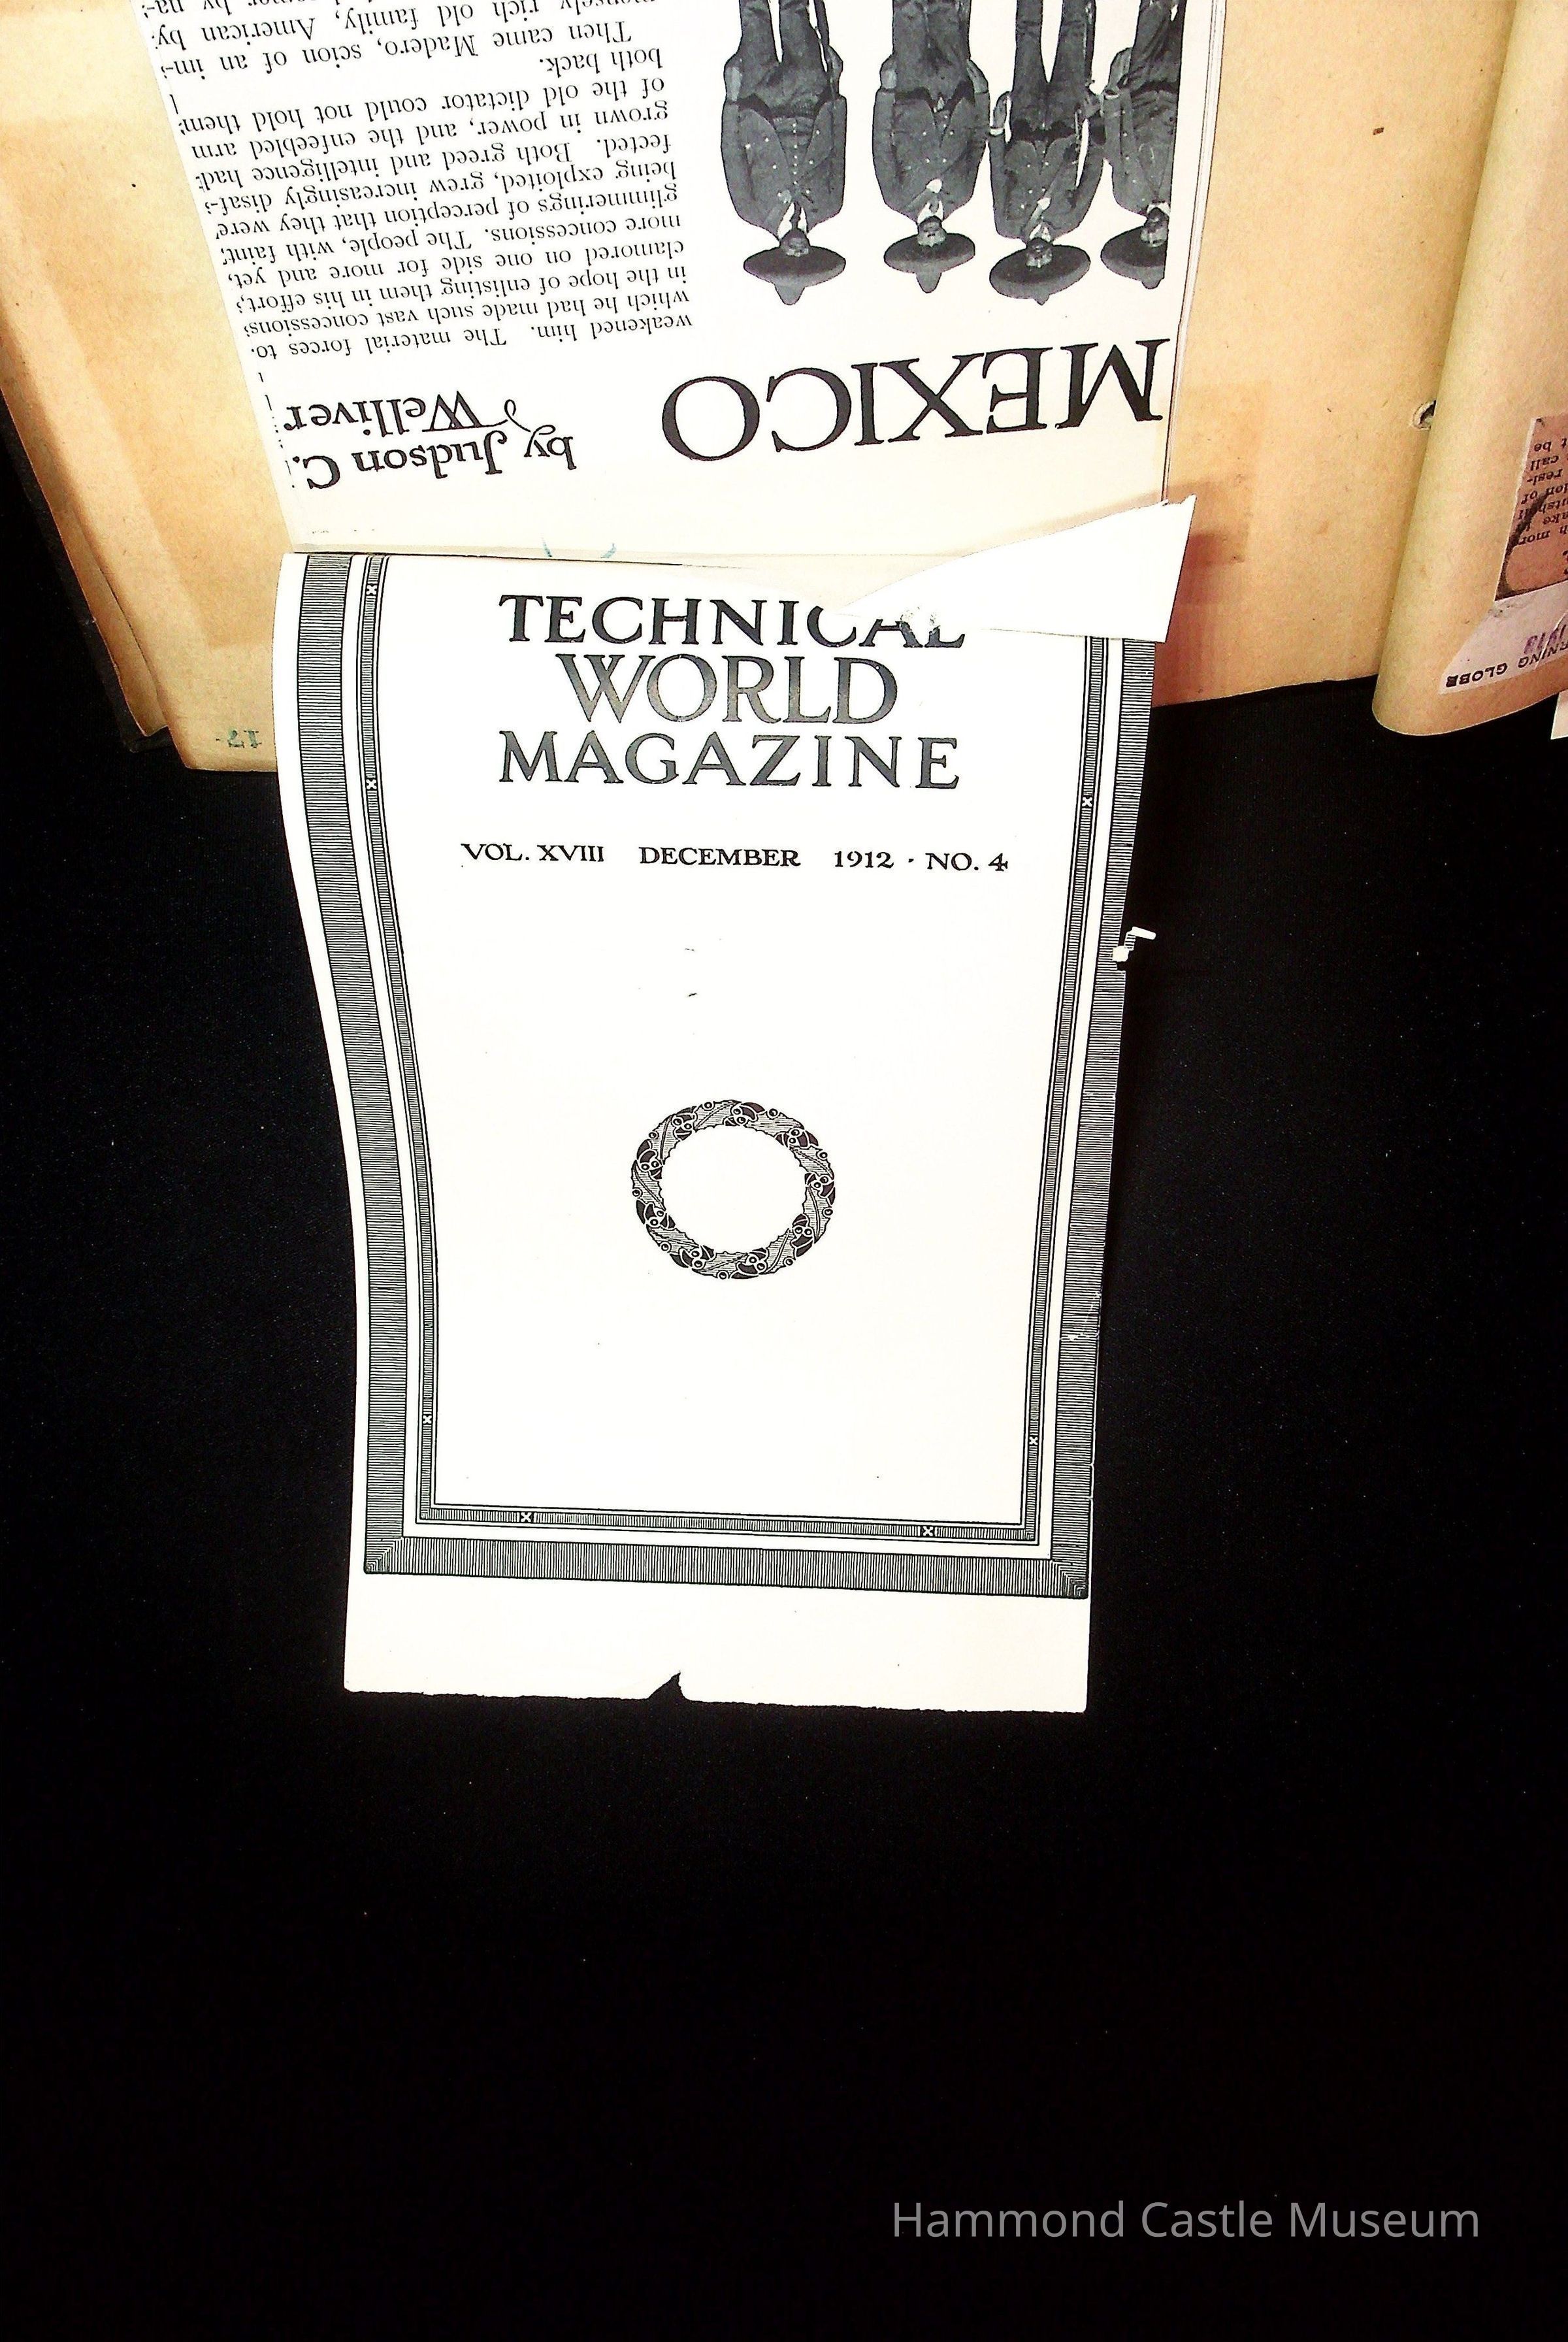 TECHNICAL
WORLD
MAGAZINE
VOL. XVIII DECEMBER 1912 · NO. 4
MEXICO
by Judson C.
Welliver
weakened him. The material forces to
which he had made such vast concessions
in the hope of enlisting them in his effort,
clamored on one side for more and yet
more concessions. The people, with faint
glimmerings of perception that they were
being exploited, grew increasingly disaf-
fected. Both greed and intelligence had
grown in power, and the enfeebled arm
of the old dictator could not hold them
both back.
Then came Madero, scion of an im-
mensely rich old family, American by
17
NING GLOBE
Hammond Castle Museum